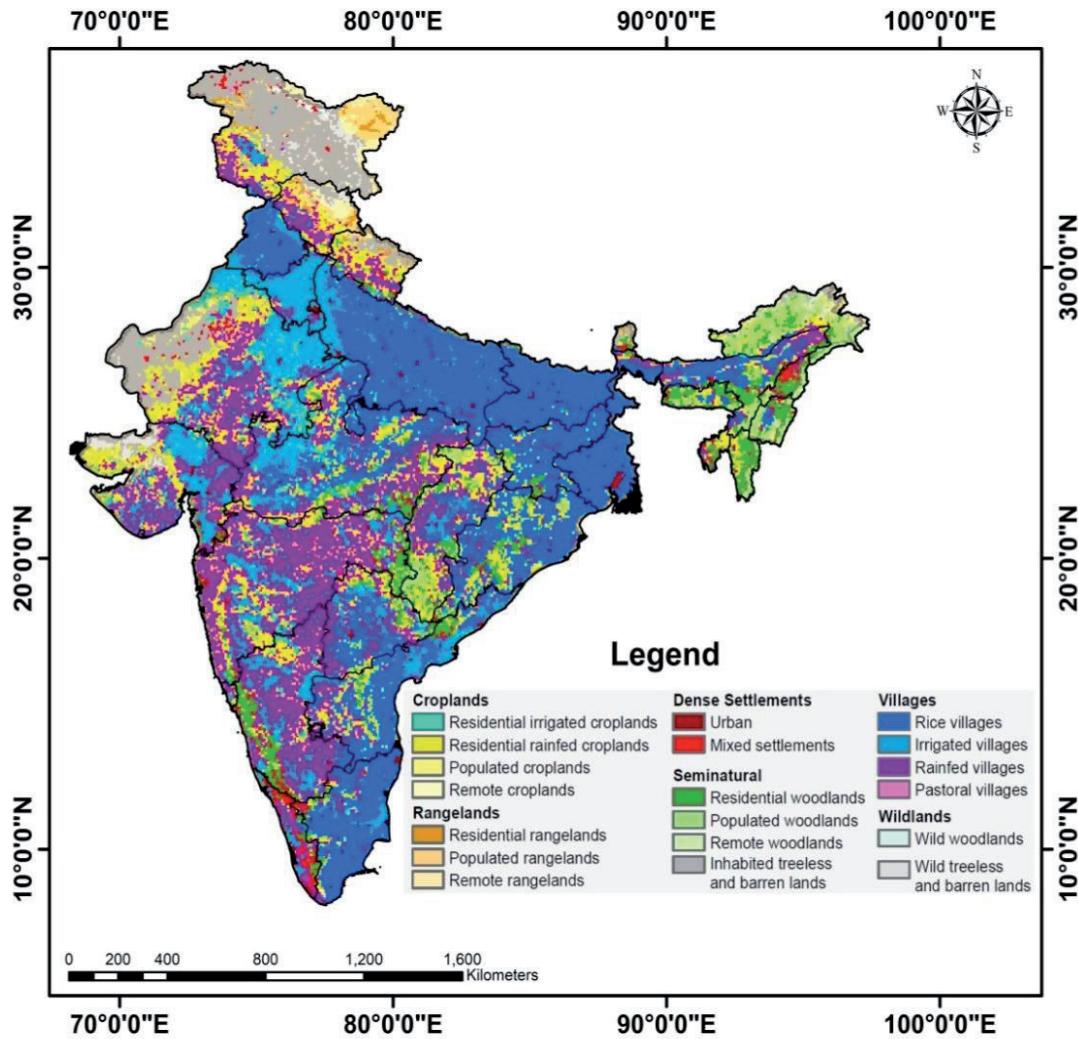 70°0'0"E 80°0'0"E 90°0'0"E 100°0'0"E
N
W E
S
30°0'0"N 30°0'0"N
20°0'0"N 20°0'0"N
10°0'0"N 10°0'0"N
Legend
Croplands
Residential irrigated croplands
Residential rainfed croplands
Populated croplands
Remote croplands
Rangelands
Residential rangelands
Populated rangelands
Remote rangelands
Dense Settlements
Urban
Mixed settlements
Seminatural
Residential woodlands
Populated woodlands
Remote woodlands
Inhabited treeless
and barren lands
Villages
Rice villages
Irrigated villages
Rainfed villages
Pastoral villages
Wildlands
Wild woodlands
Wild treeless
and barren lands
0 200 400 800 1,200 1,600
Kilometers
70°0'0"E 80°0'0"E 90°0'0"E 100°0'0"E